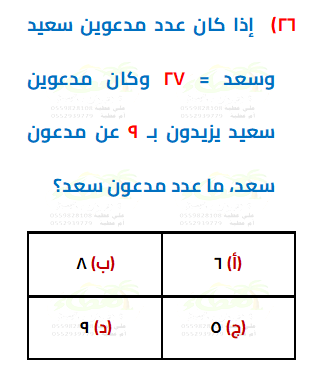 ٢٦) إذا كان عدد مدعوين سعيد
وسعد = ٢٧ وكان مدعوين
سعيد يزيدون بـ ٩ عن مدعون
سعد، ما عدد مدعون سعد؟
(أ) ٦
(ب) ٨
(ج) ٥
(د) ٩